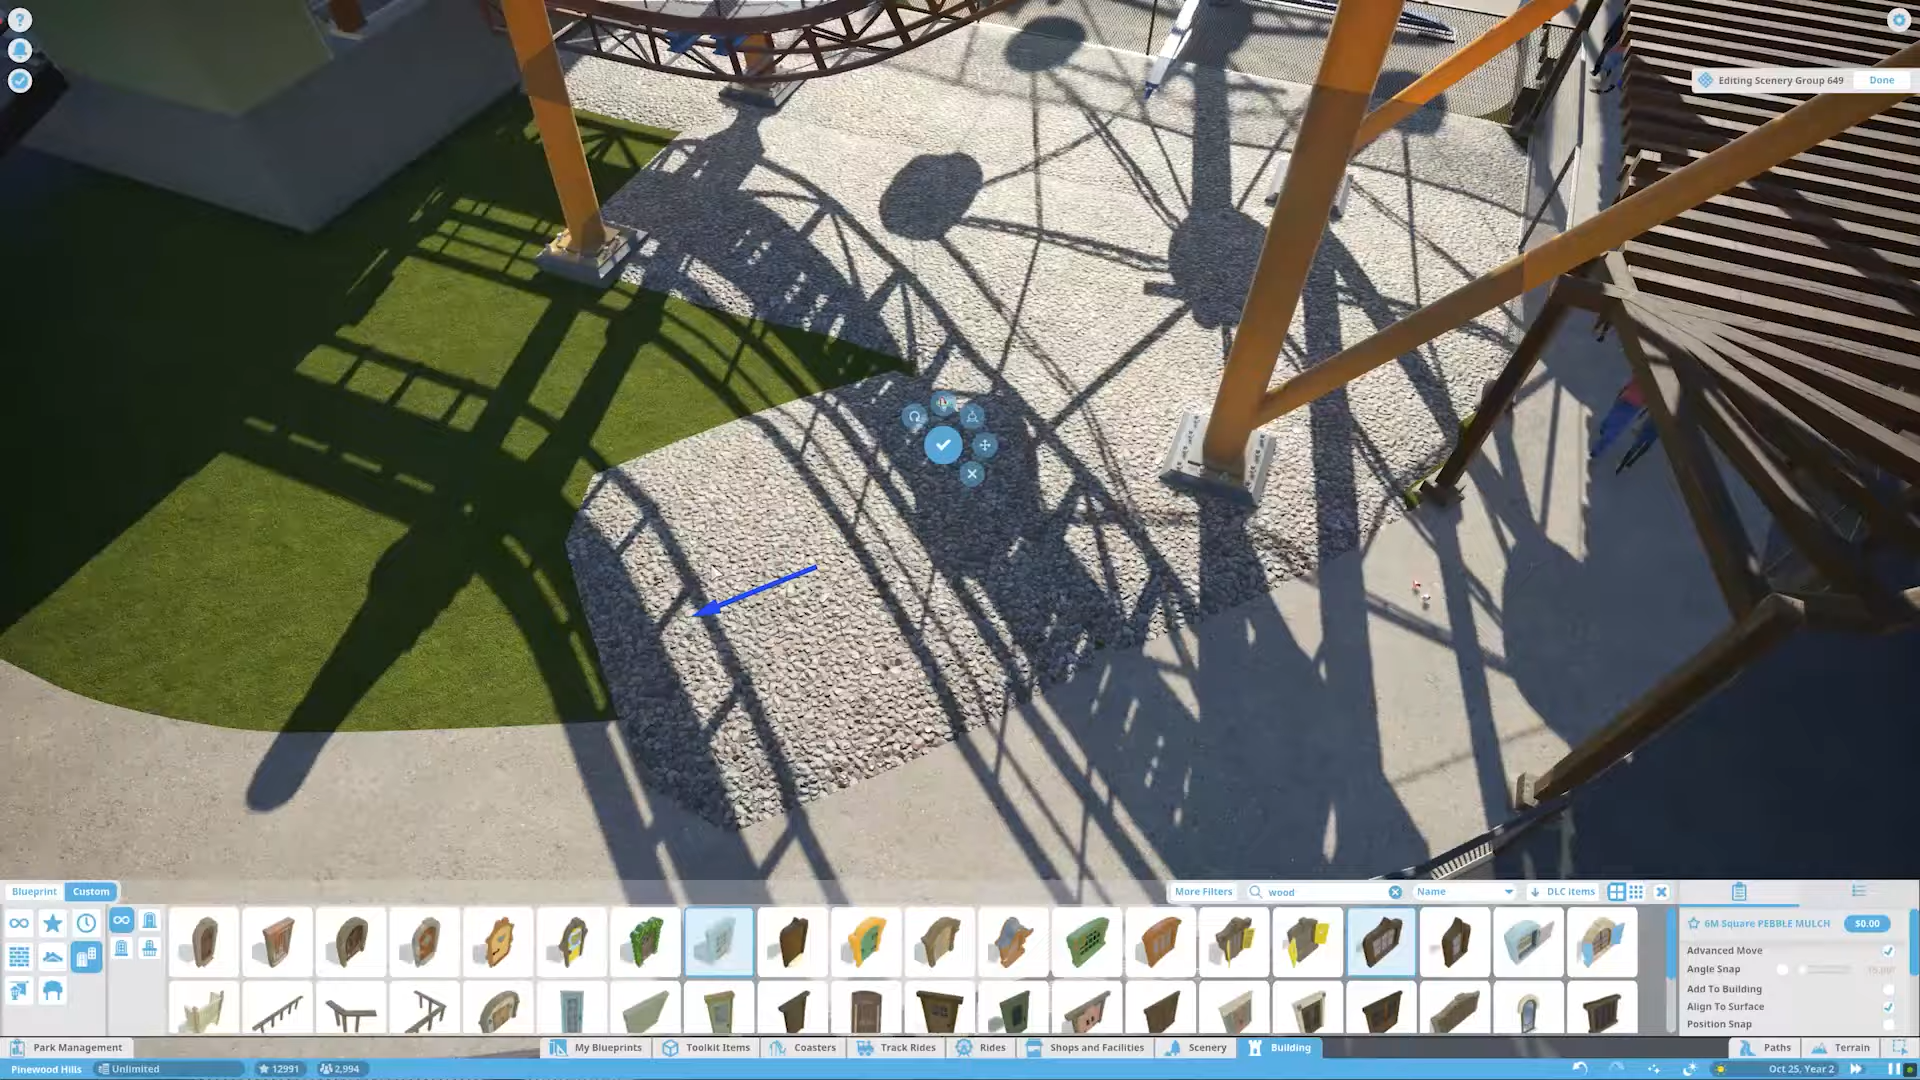 Editing Scenery Group 649 Done
Blueprint Custom
More Filters wood Name DLC items
6M Square PEBBLE MULCH $0.00
Advanced Move
Angle Snap
Add To Building
Align To Surface
Position Snap
Park Management My Blueprints Toolkit Items Coasters Track Rides Rides Shops and Facilities Scenery Building Paths Terrain
Pinewood Hills Unlimited 12991 2,994 Oct 25, Year 2